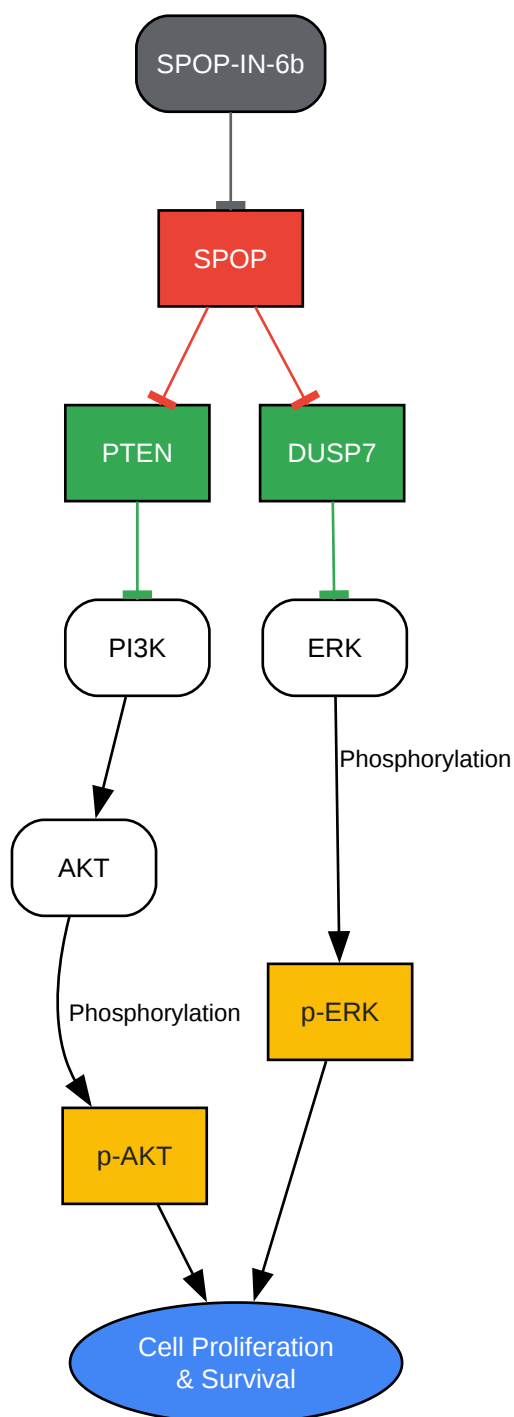 SPOP-IN-6b
SPOP
PTEN
DUSP7
PI3K
ERK
Phosphorylation
AKT
Phosphorylation
p-ERK
p-AKT
Cell Proliferation
& Survival